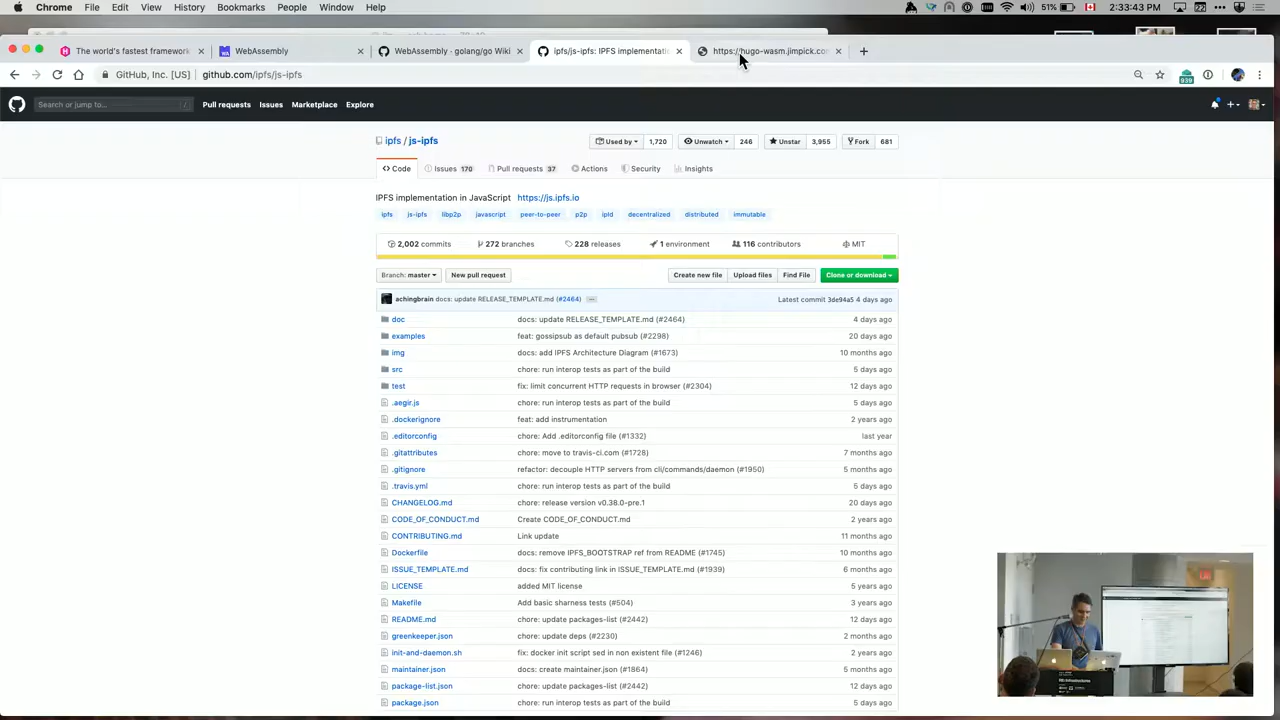 Chrome File Edit View History Bookmarks People Window Help 51% 2:33:43 PM
The world's fastest framework WebAssembly WebAssembly · golang/go Wiki ipfs/js-ipfs: IPFS implementatio https://hugo-wasm.jimpick.com
GitHub, Inc. [US] github.com/ipfs/js-ipfs 939
Search or jump to... / Pull requests Issues Marketplace Explore
ipfs / js-ipfs Used by 1,720 Unwatch 246 Unstar 3,955 Fork 681
Code Issues 170 Pull requests 37 Actions Security Insights
IPFS implementation in JavaScript https://js.ipfs.io
ipfs js-ipfs libp2p javascript peer-to-peer p2p ipld decentralized distributed immutable
2,002 commits 272 branches 228 releases 1 environment 116 contributors MIT
Branch: master New pull request Create new file Upload files Find File Clone or download
achingbrain docs: update RELEASE_TEMPLATE.md (#2464) ... Latest commit 3de94a5 4 days ago
doc docs: update RELEASE_TEMPLATE.md (#2464) 4 days ago
examples feat: gossipsub as default pubsub (#2298) 20 days ago
img docs: add IPFS Architecture Diagram (#1673) 10 months ago
src chore: run interop tests as part of the build 5 days ago
test fix: limit concurrent HTTP requests in browser (#2304) 12 days ago
.aegir.js chore: run interop tests as part of the build 5 days ago
.dockerignore feat: add instrumentation 2 years ago
.editorconfig chore: Add .editorconfig file (#1332) last year
.gitattributes chore: move to travis-ci.com (#1728) 7 months ago
.gitignore refactor: decouple HTTP servers from cli/commands/daemon (#1950) 5 months ago
.travis.yml chore: run interop tests as part of the build 5 days ago
CHANGELOG.md chore: release version v0.38.0-pre.1 20 days ago
CODE_OF_CONDUCT.md Create CODE_OF_CONDUCT.md 2 years ago
CONTRIBUTING.md Link update 11 months ago
Dockerfile docs: remove IPFS_BOOTSTRAP ref from README (#1745) 10 months ago
ISSUE_TEMPLATE.md docs: fix contributing link in ISSUE_TEMPLATE.md (#1939) 6 months ago
LICENSE added MIT license 5 years ago
Makefile Add basic sharness tests (#504) 3 years ago
README.md chore: update packages-list (#2442) 12 days ago
greenkeeper.json chore: update deps (#2230) 2 months ago
init-and-daemon.sh fix: docker init script sed in non existent file (#1246) 2 years ago
maintainer.json docs: create maintainer.json (#1864) 5 months ago
package-list.json chore: update packages-list (#2442) 12 days ago
package.json chore: run interop tests as part of the build 5 days ago